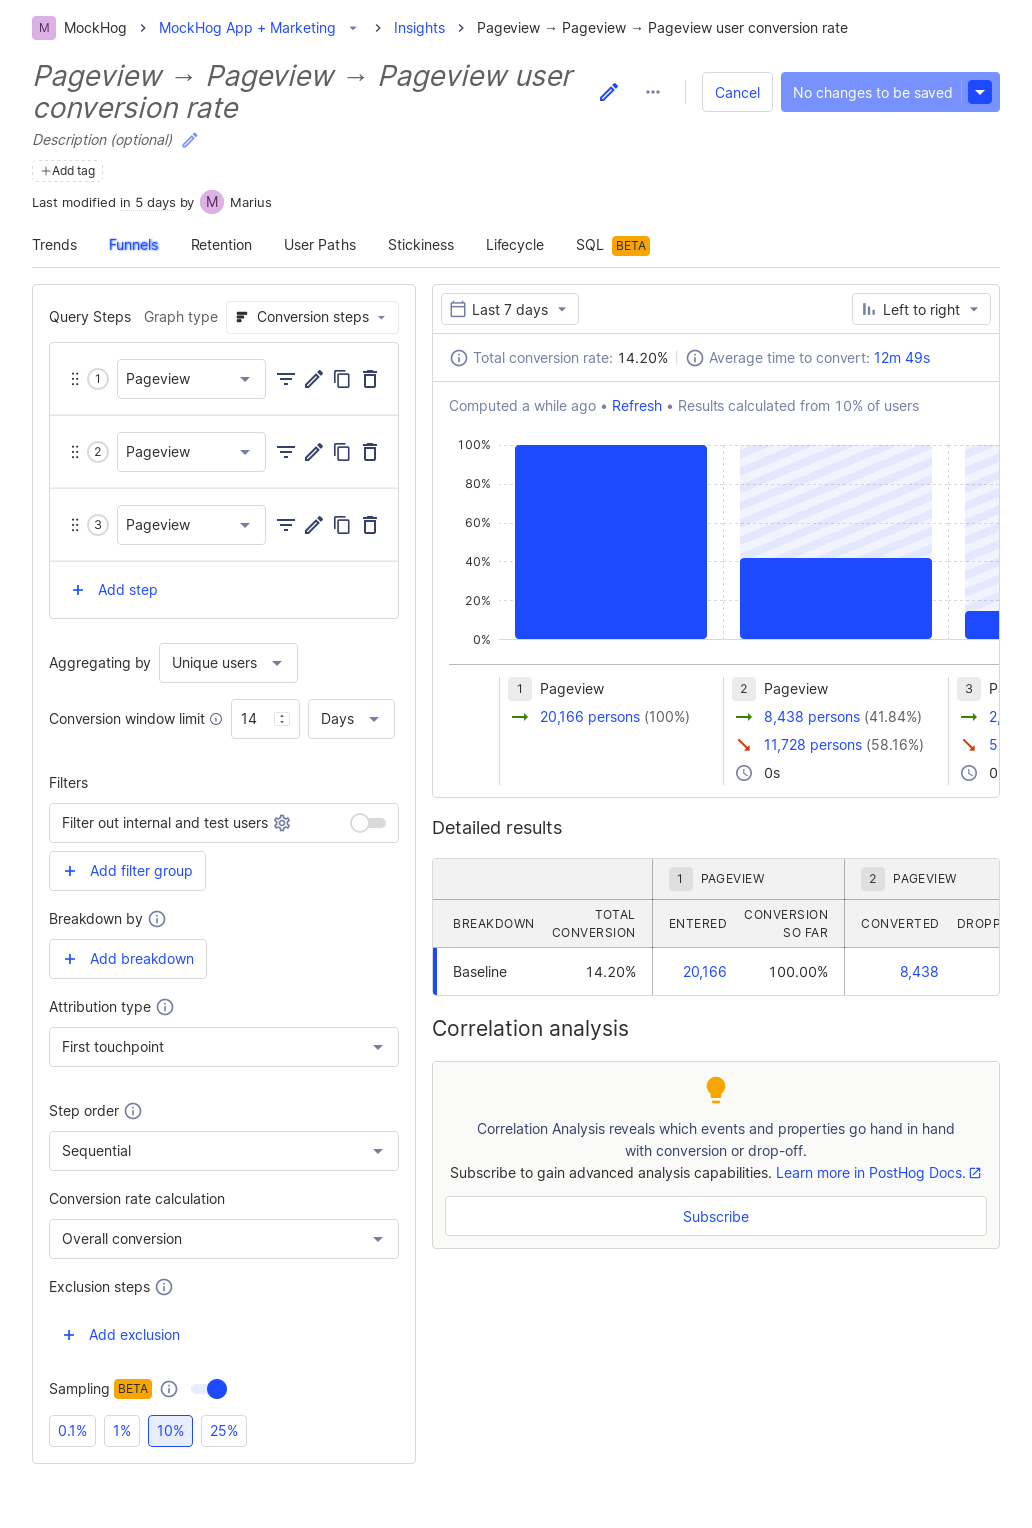 M MockHog > MockHog App + Marketing > Insights > Pageview → Pageview → Pageview user conversion rate
Pageview → Pageview → Pageview user
conversion rate
Cancel
No changes to be saved
Description (optional)
+Add tag
Last modified in 5 days by M Marius
Trends Funnels Retention User Paths Stickiness Lifecycle SQL BETA
Query Steps Graph type Conversion steps
1 Pageview
2 Pageview
3 Pageview
+ Add step
Aggregating by Unique users
Conversion window limit 14 Days
Filters
Filter out internal and test users
+ Add filter group
Breakdown by
+ Add breakdown
Attribution type
First touchpoint
Step order
Sequential
Conversion rate calculation
Overall conversion
Exclusion steps
+ Add exclusion
Sampling BETA
0.1% 1% 10% 25%
Last 7 days Left to right
Total conversion rate: 14.20% Average time to convert: 12m 49s
Computed a while ago • Refresh • Results calculated from 10% of users
100%
80%
60%
40%
20%
0%
1 Pageview
20,166 persons (100%)
2 Pageview
8,438 persons (41.84%)
11,728 persons (58.16%)
0s
3 P
2,
5
0
Detailed results
1 PAGEVIEW 2 PAGEVIEW
BREAKDOWN TOTAL CONVERSION ENTERED CONVERSION SO FAR CONVERTED DROPP
Baseline 14.20% 20,166 100.00% 8,438
Correlation analysis
Correlation Analysis reveals which events and properties go hand in hand
with conversion or drop-off.
Subscribe to gain advanced analysis capabilities. Learn more in PostHog Docs.
Subscribe